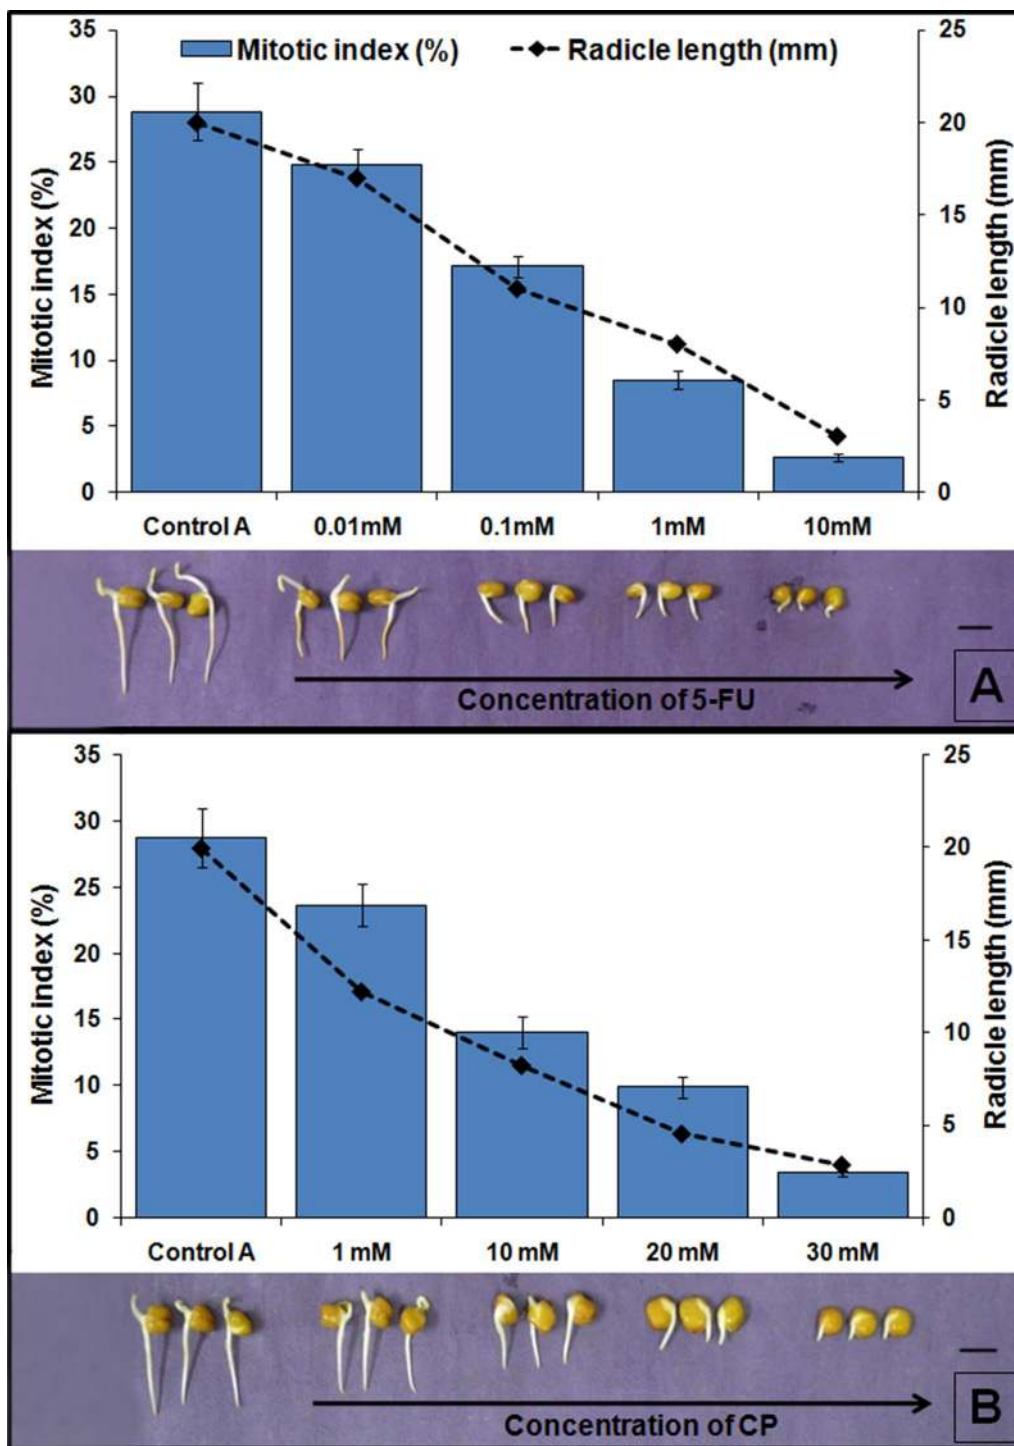 Mitotic index (%) Radicle length (mm)
35
30
25
20
15
10
5
0
Mitotic index (%)
25
20
15
10
5
0
Radicle length (mm)
Control A 0.01mM 0.1mM 1mM 10mM
Concentration of 5-FU
A
35
30
25
20
15
10
5
0
Mitotic index (%)
25
20
15
10
5
0
Radicle length (mm)
Control A 1 mM 10 mM 20 mM 30 mM
Concentration of CP
B